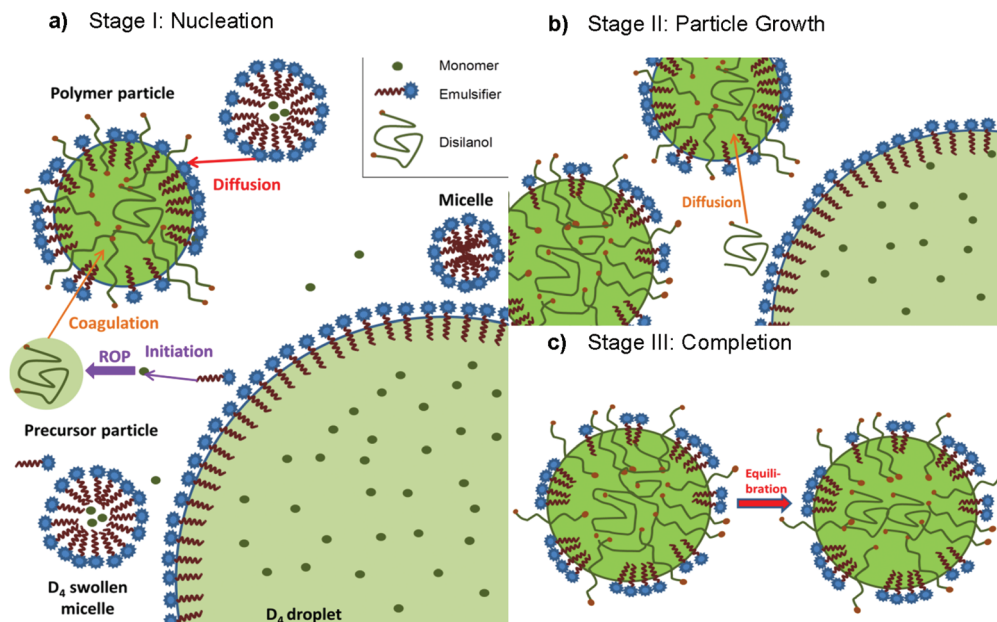 a) Stage I: Nucleation
Polymer particle
Diffusion
Monomer
Emulsifier
Disilanol
Micelle
Coagulation
ROP
Initiation
Precursor particle
D₄ swollen
micelle
D₄ droplet
b) Stage II: Particle Growth
Diffusion
c) Stage III: Completion
Equili-
bration